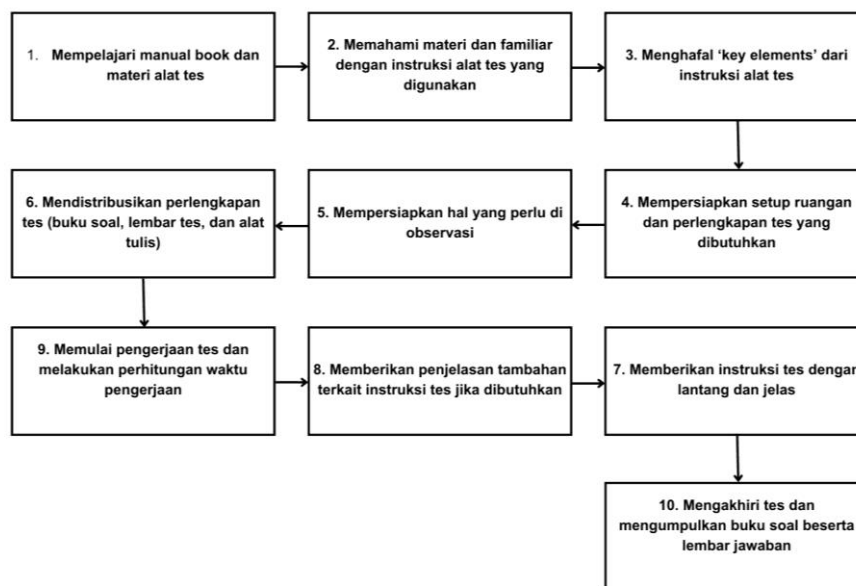 1. Mempelajari manual book dan
materi alat tes
2. Memahami materi dan familiar
dengan instruksi alat tes yang
digunakan
3. Menghafal ‘key elements’ dari
instruksi alat tes
6. Mendistribusikan perlengkapan
tes (buku soal, lembar tes, dan alat
tulis)
5. Mempersiapkan hal yang perlu di
observasi
4. Mempersiapkan setup ruangan
dan perlengkapan tes yang
dibutuhkan
9. Memulai pengerjaan tes dan
melakukan perhitungan waktu
pengerjaan
8. Memberikan penjelasan tambahan
terkait instruksi tes jika dibutuhkan
7. Memberikan instruksi tes dengan
lantang dan jelas
10. Mengakhiri tes dan
mengumpulkan buku soal beserta
lembar jawaban